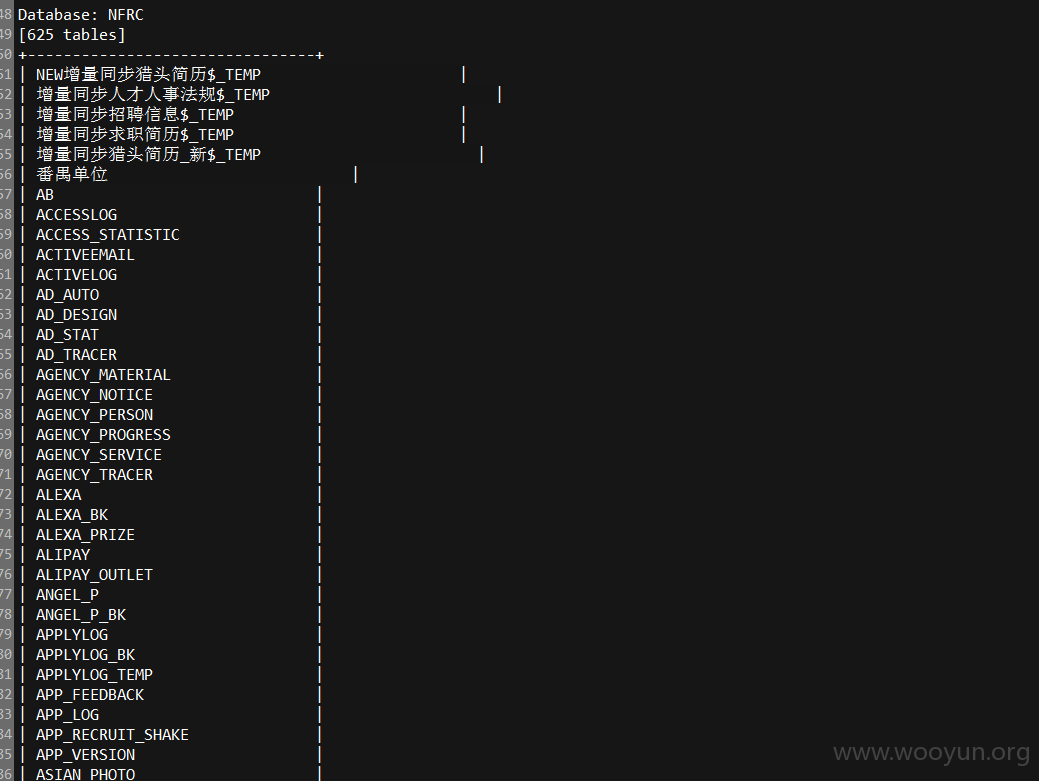 48 Database: NFRC
49 [625 tables]
50 +--------------------------------+
51 | NEW增量同步猎头简历$_TEMP |
52 | 增量同步人才人事法规$_TEMP |
53 | 增量同步招聘信息$_TEMP |
54 | 增量同步求职简历$_TEMP |
55 | 增量同步猎头简历_新$_TEMP |
56 | 番禺单位 |
57 | AB |
58 | ACCESSLOG |
59 | ACCESS_STATISTIC |
60 | ACTIVEEMAIL |
61 | ACTIVELOG |
62 | AD_AUTO |
63 | AD_DESIGN |
64 | AD_STAT |
65 | AD_TRACER |
66 | AGENCY_MATERIAL |
67 | AGENCY_NOTICE |
68 | AGENCY_PERSON |
69 | AGENCY_PROGRESS |
70 | AGENCY_SERVICE |
71 | AGENCY_TRACER |
72 | ALEXA |
73 | ALEXA_BK |
74 | ALEXA_PRIZE |
75 | ALIPAY |
76 | ALIPAY_OUTLET |
77 | ANGEL_P |
78 | ANGEL_P_BK |
79 | APPLYLOG |
80 | APPLYLOG_BK |
81 | APPLYLOG_TEMP |
82 | APP_FEEDBACK |
83 | APP_LOG |
84 | APP_RECRUIT_SHAKE |
85 | APP_VERSION |
86 | ASIAN_PHOTO |
www.wooyun.org